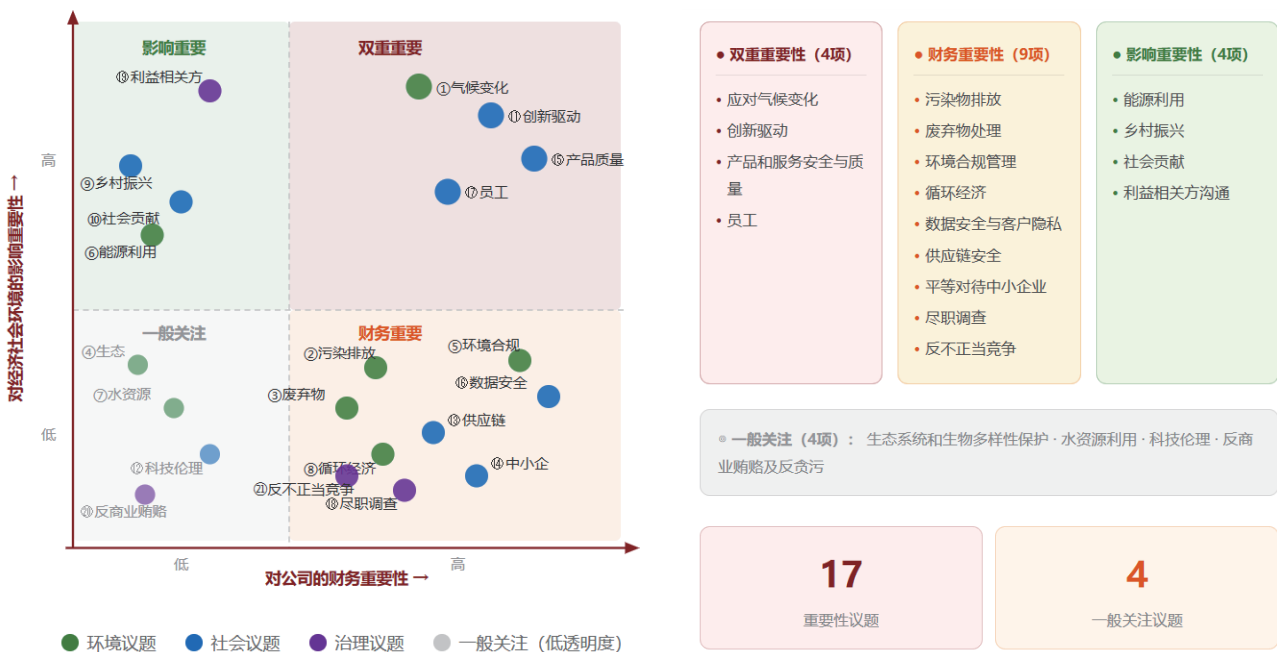 影响重要
双重重要
⑲利益相关方
①气候变化
⑪创新驱动
⑮产品质量
高
⑨乡村振兴
⑰员工
⑩社会贡献
⑥能源利用
对经济社会环境的影响重要性 →
一般关注
财务重要
④生态
②污染排放
⑤环境合规
⑦水资源
③废弃物
⑯数据安全
低
⑬供应链
⑫科技伦理
⑧循环经济
⑭中小企
㉑反不正当竞争
⑱尽职调查
⑳反商业贿赂
低
高
对公司的财务重要性 →
环境议题
社会议题
治理议题
一般关注（低透明度）
● 双重重要性（4项）
• 应对气候变化
• 创新驱动
• 产品和服务安全与质
量
• 员工
● 财务重要性（9项）
• 污染物排放
• 废弃物处理
• 环境合规管理
• 循环经济
• 数据安全与客户隐私
• 供应链安全
• 平等对待中小企业
• 尽职调查
• 反不正当竞争
● 影响重要性（4项）
• 能源利用
• 乡村振兴
• 社会贡献
• 利益相关方沟通
◎ 一般关注（4项）： 生态系统和生物多样性保护 · 水资源利用 · 科技伦理 · 反商
业贿赂及反贪污
17
重要性议题
4
一般关注议题